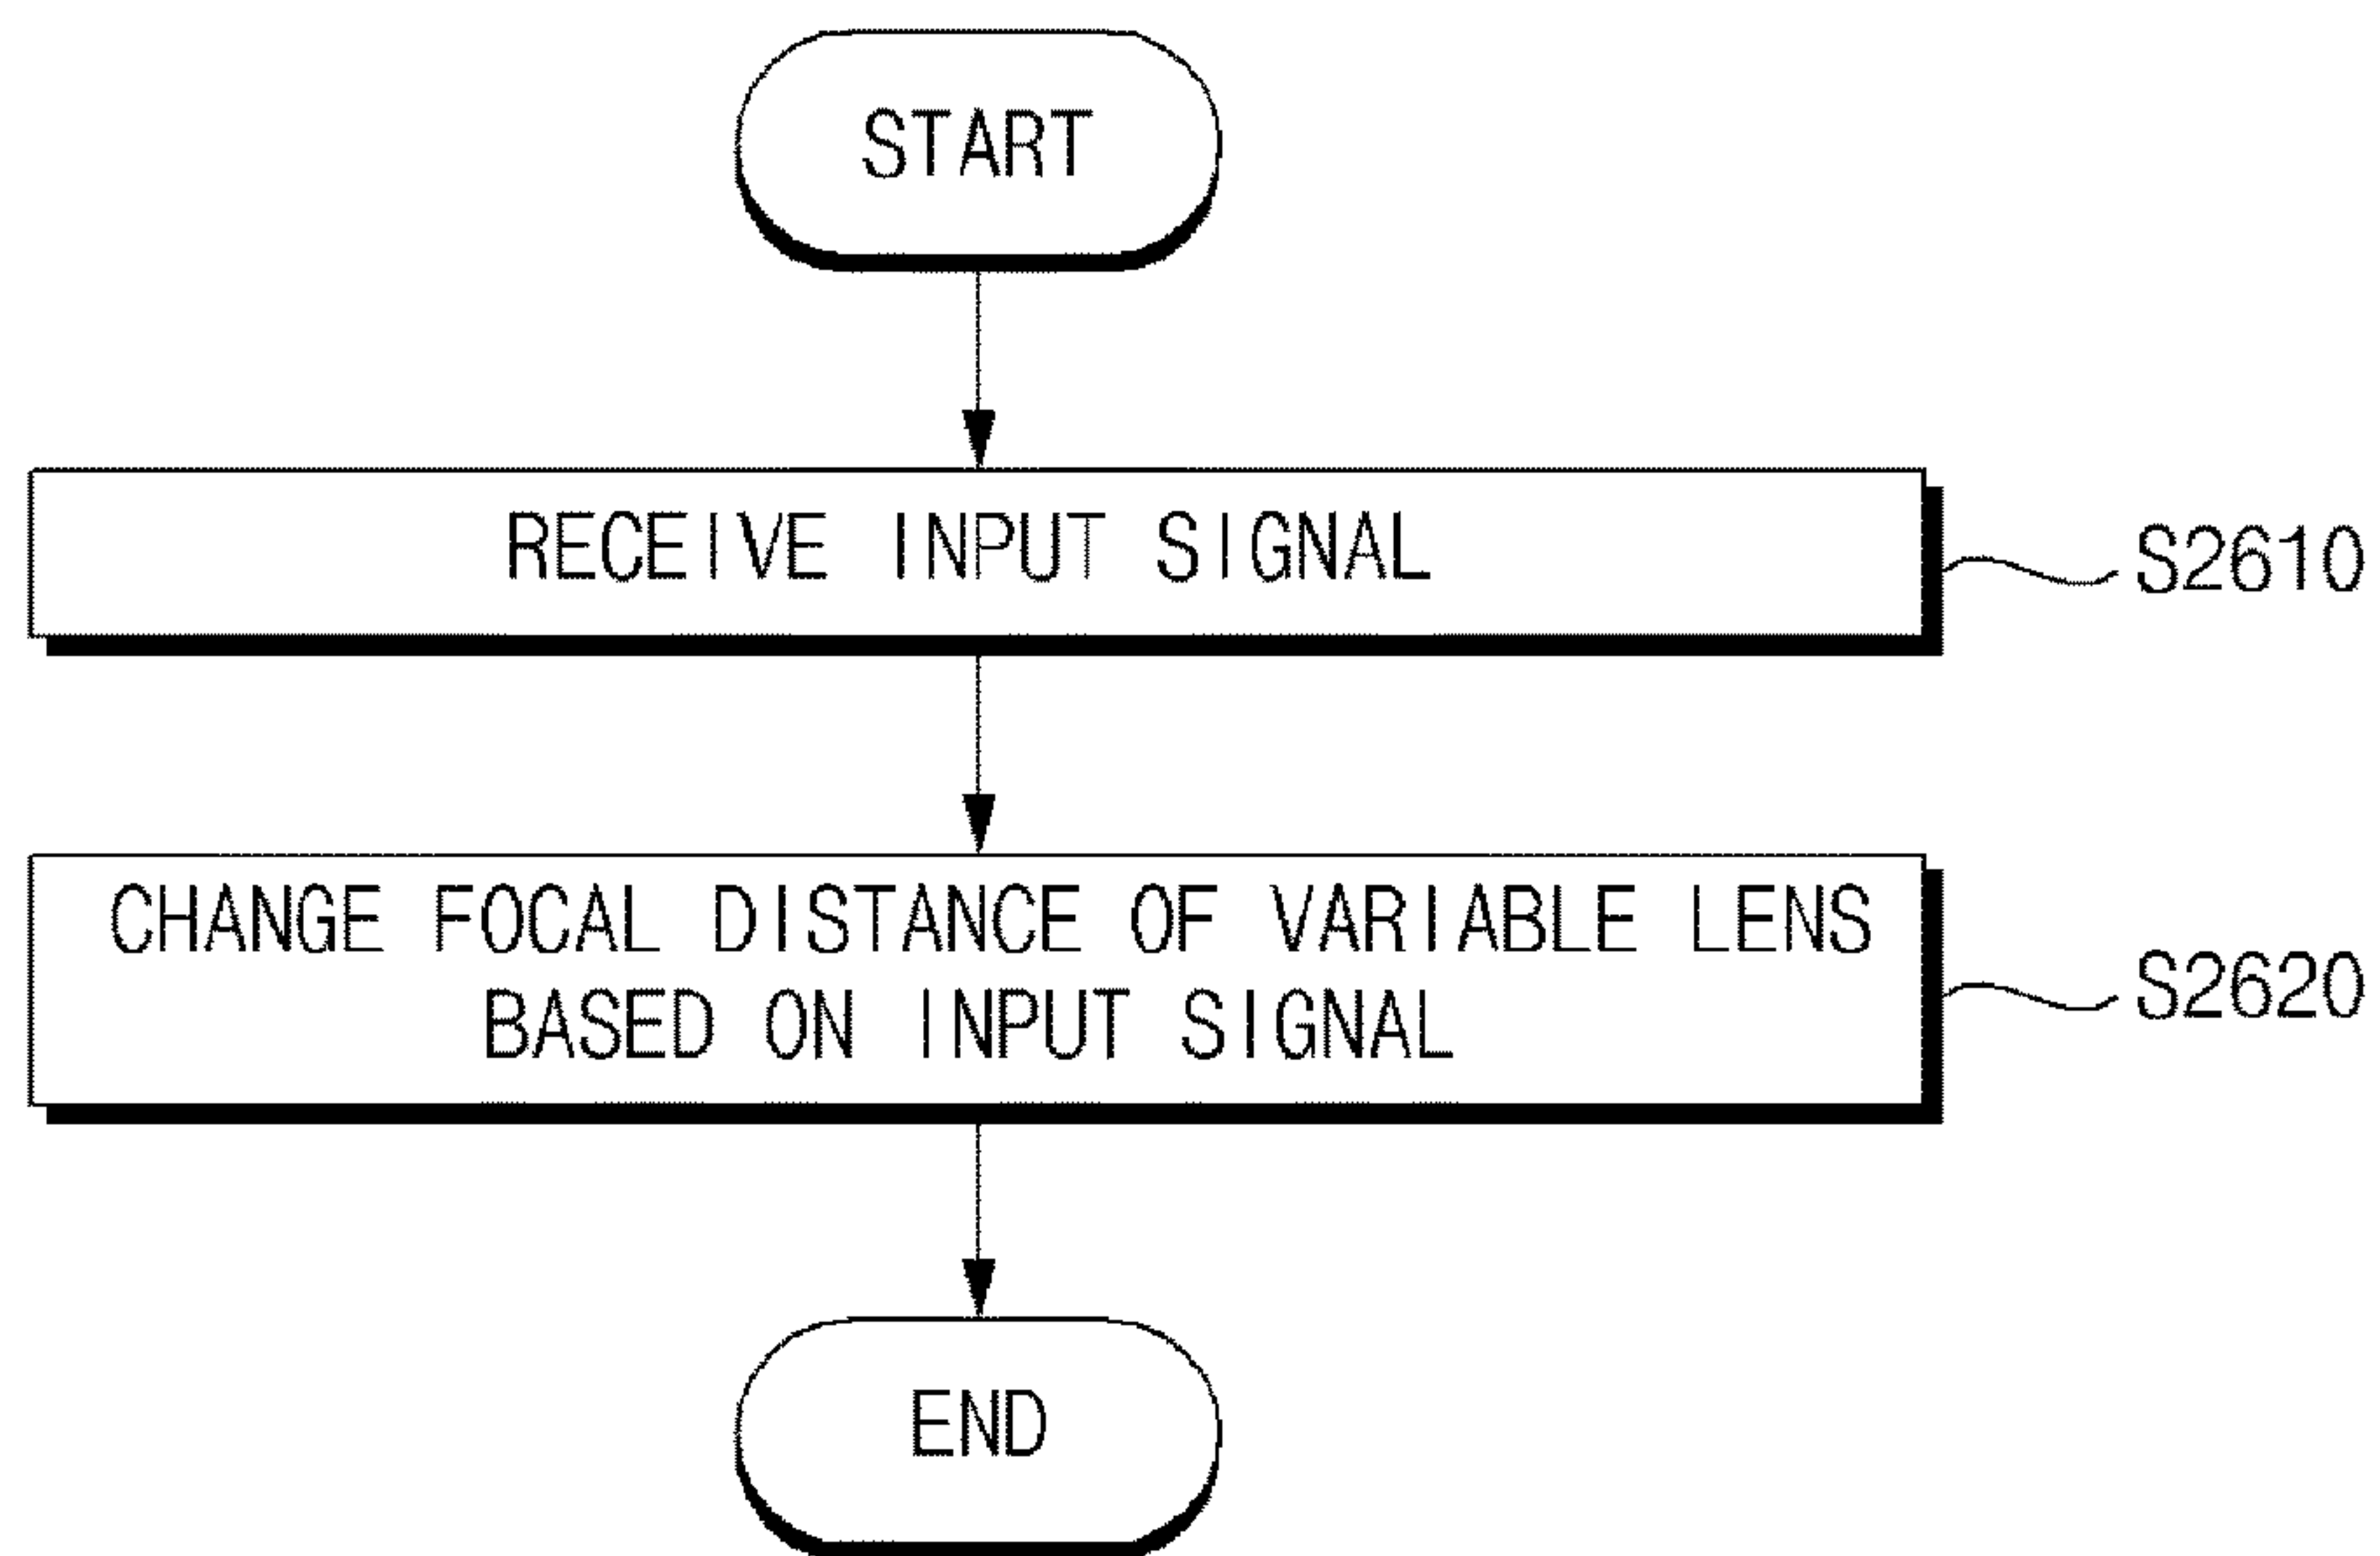 START
RECEIVE INPUT SIGNAL
S2610
CHANGE FOCAL DISTANCE OF VARIABLE LENS
BASED ON INPUT SIGNAL
S2620
END